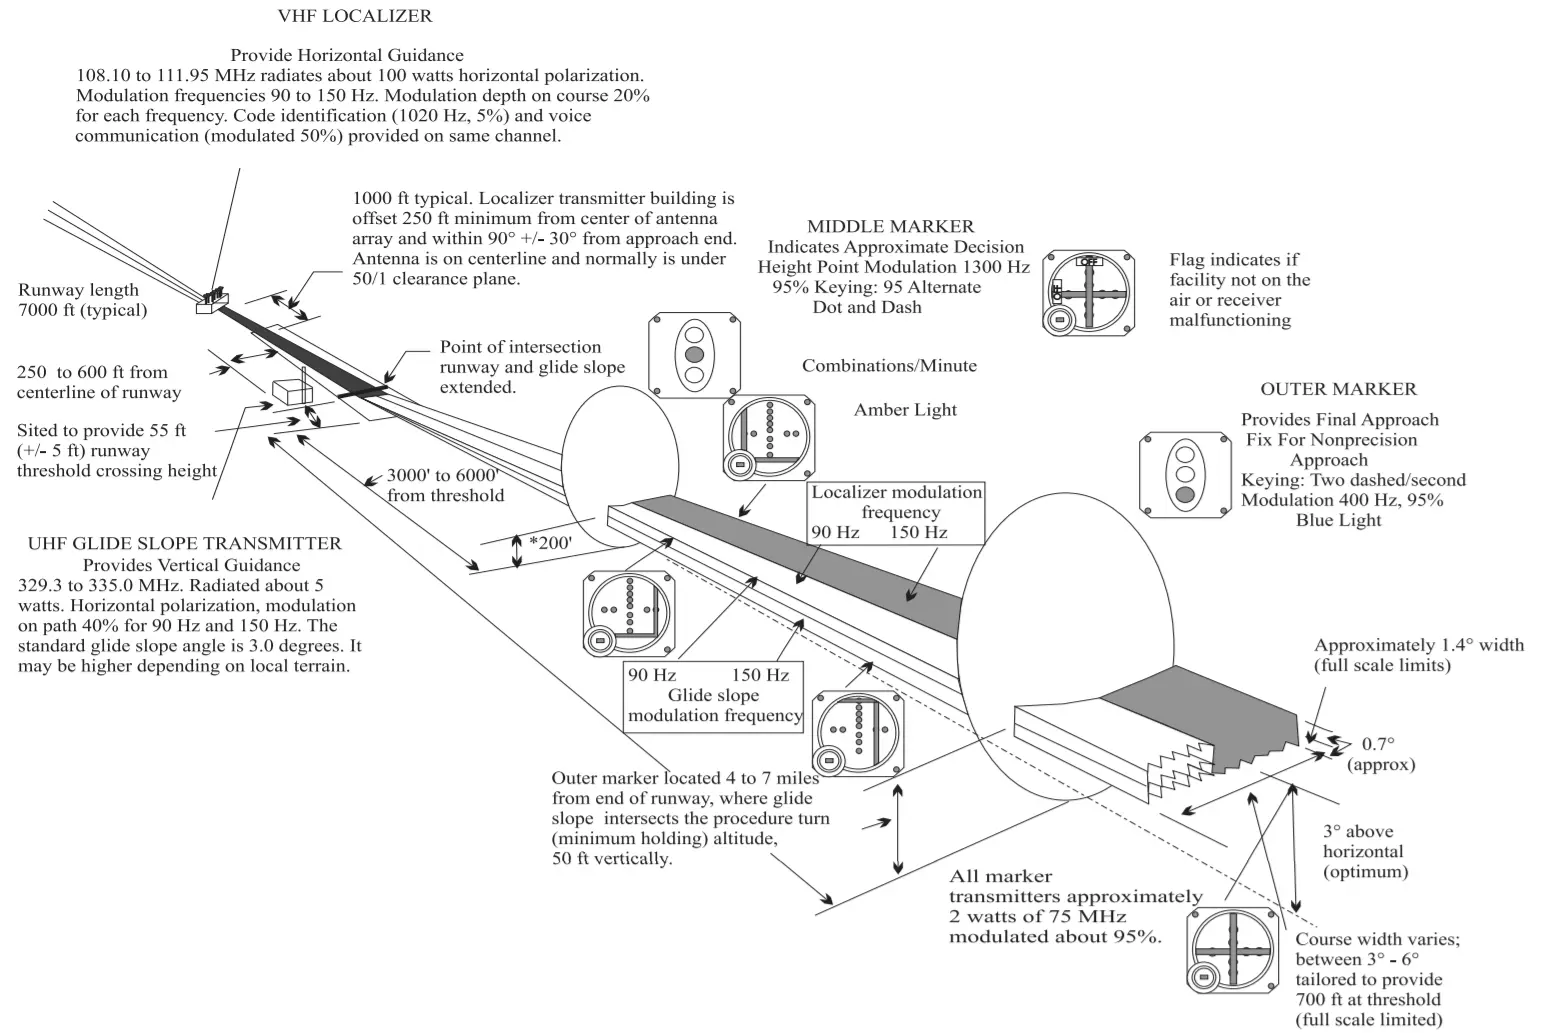 VHF LOCALIZER
Provide Horizontal Guidance
108.10 to 111.95 MHz radiates about 100 watts horizontal polarization.
Modulation frequencies 90 to 150 Hz. Modulation depth on course 20%
for each frequency. Code identification (1020 Hz, 5%) and voice
communication (modulated 50%) provided on same channel.
1000 ft typical. Localizer transmitter building is
offset 250 ft minimum from center of antenna
array and within 90° +/- 30° from approach end.
Antenna is on centerline and normally is under
50/1 clearance plane.
Runway length
7000 ft (typical)
250 to 600 ft from
centerline of runway
Sited to provide 55 ft
(+/- 5 ft) runway
threshold crossing height
Point of intersection
runway and glide slope
extended.
3000' to 6000'
from threshold
*200'
UHF GLIDE SLOPE TRANSMITTER
Provides Vertical Guidance
329.3 to 335.0 MHz. Radiated about 5
watts. Horizontal polarization, modulation
on path 40% for 90 Hz and 150 Hz. The
standard glide slope angle is 3.0 degrees. It
may be higher depending on local terrain.
MIDDLE MARKER
Indicates Approximate Decision
Height Point Modulation 1300 Hz
95% Keying: 95 Alternate
Dot and Dash
Combinations/Minute
Amber Light
OFF
OFF
Flag indicates if
facility not on the
air or receiver
malfunctioning
OUTER MARKER
Provides Final Approach
Fix For Nonprecision
Approach
Keying: Two dashed/second
Modulation 400 Hz, 95%
Blue Light
Localizer modulation
frequency
90 Hz 150 Hz
90 Hz 150 Hz
Glide slope
modulation frequency
Outer marker located 4 to 7 miles
from end of runway, where glide
slope intersects the procedure turn
(minimum holding) altitude,
50 ft vertically.
All marker
transmitters approximately
2 watts of 75 MHz
modulated about 95%.
Approximately 1.4° width
(full scale limits)
0.7°
(approx)
3° above
horizontal
(optimum)
Course width varies;
between 3° - 6°
tailored to provide
700 ft at threshold
(full scale limited)